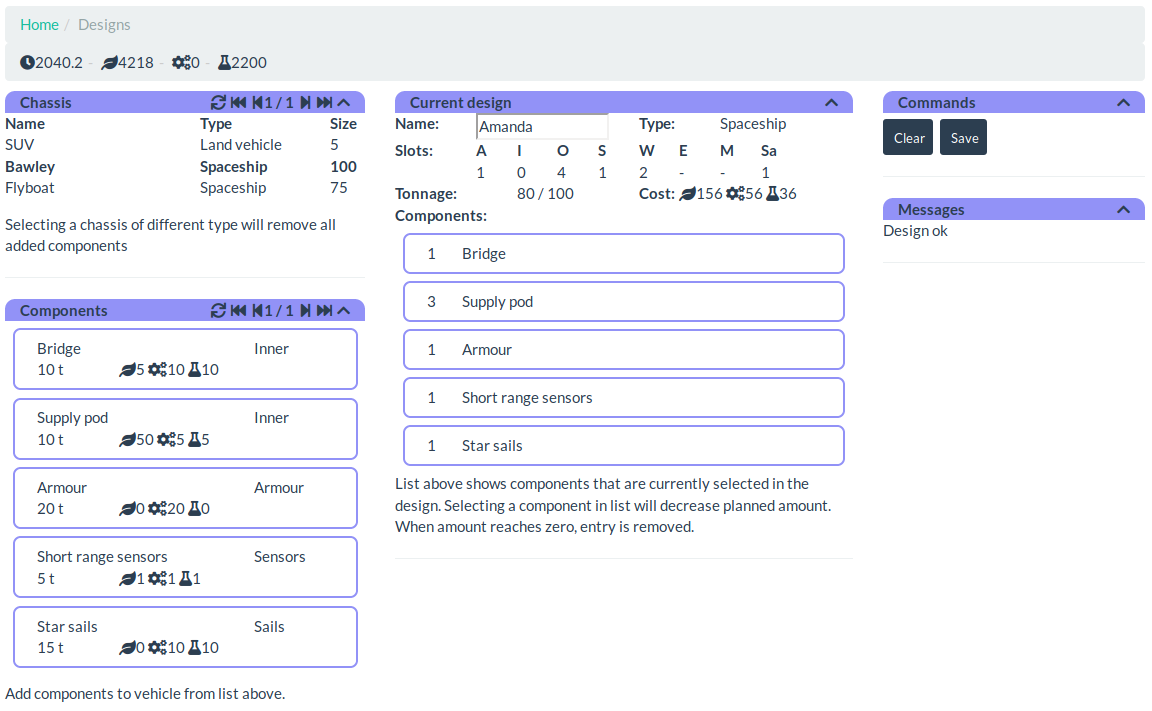 Home / Designs
2040.2 - 4218 - 0 - 2200
Chassis 1 / 1
Name Type Size
SUV Land vehicle 5
Bawley Spaceship 100
Flyboat Spaceship 75
Selecting a chassis of different type will remove all
added components
Components 1 / 1
Bridge Inner
10 t 5 10 10
Supply pod Inner
10 t 50 5 5
Armour Armour
20 t 0 20 0
Short range sensors Sensors
5 t 1 1 1
Star sails Sails
15 t 0 10 10
Add components to vehicle from list above.
Current design
Name: Amanda Type: Spaceship
Slots: A I O S W E M Sa
1 0 4 1 2 - - 1
Tonnage: 80 / 100 Cost: 156 56 36
Components:
1 Bridge
3 Supply pod
1 Armour
1 Short range sensors
1 Star sails
List above shows components that are currently selected in the
design. Selecting a component in list will decrease planned amount.
When amount reaches zero, entry is removed.
Commands
Clear Save
Messages
Design ok